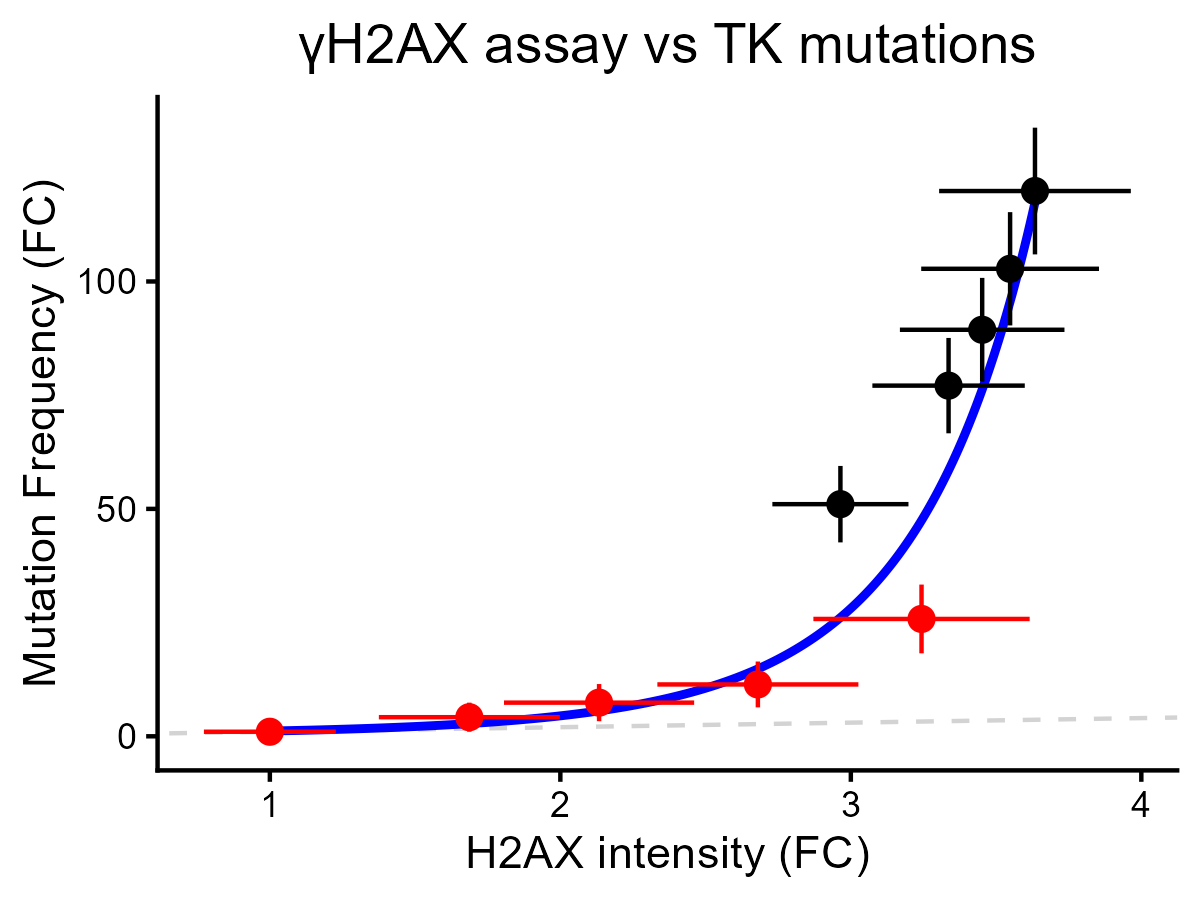 γH2AX assay vs TK mutations
Mutation Frequency (FC)
100
50
0
1 2 3 4
H2AX intensity (FC)